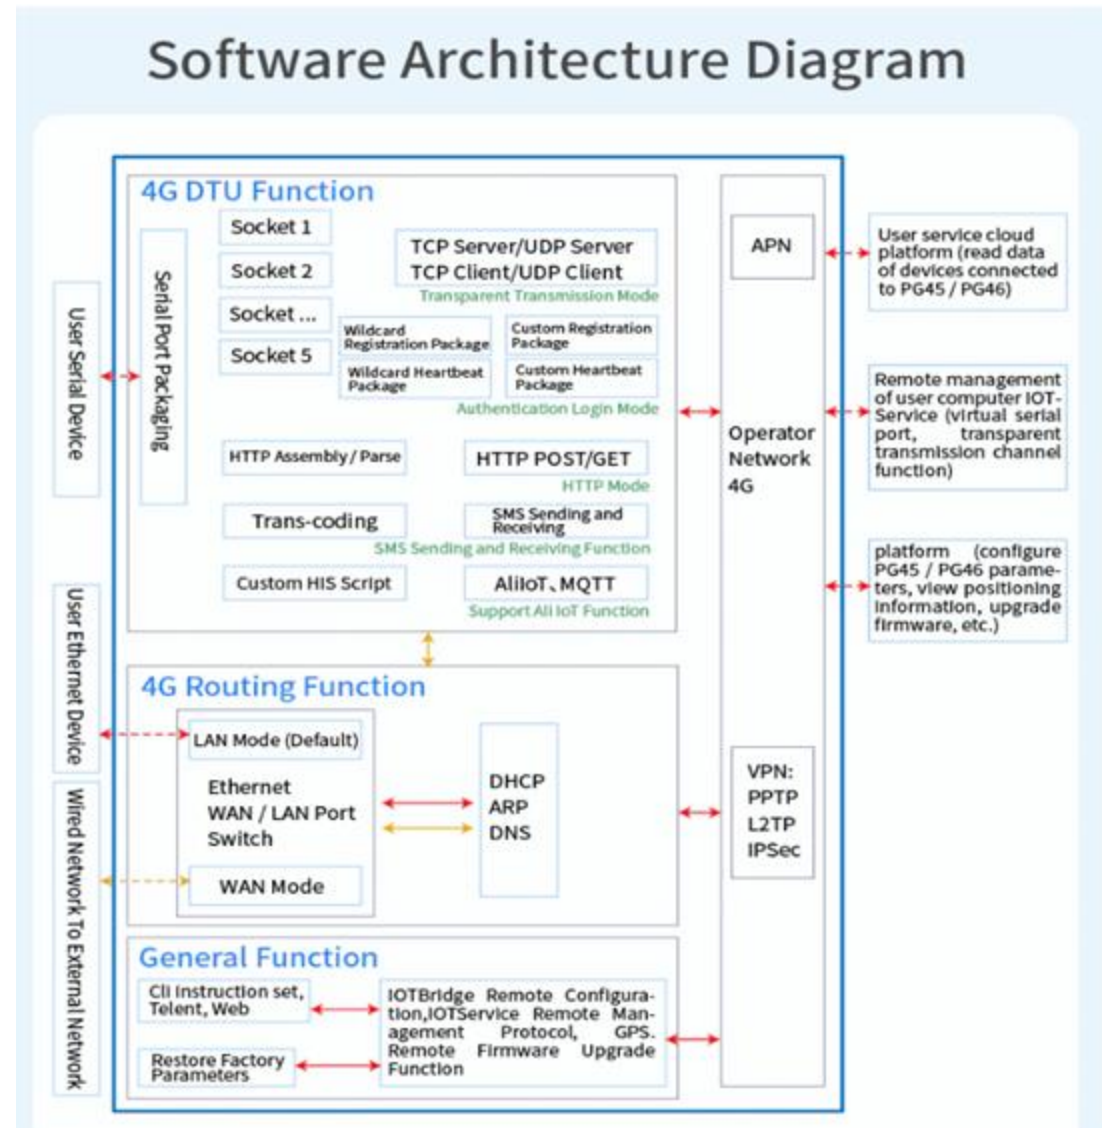 Software Architecture Diagram
4G DTU Function
Serial Port Packaging
Socket 1
Socket 2
Socket ...
Socket 5
TCP Server/UDP Server
TCP Client/UDP Client
Transparent Transmission Mode
Wildcard
Registration Package
Custom Registration
Package
Wildcard Heartbeat
Package
Custom Heartbeat
Package
Authentication Login Mode
HTTP Assembly / Parse
HTTP POST/GET
HTTP Mode
Trans-coding
SMS Sending and
Receiving
SMS Sending and Receiving Function
Custom HIS Script
AliIoT、MQTT
Support Ali IoT Function
User Serial Device
User Ethernet Device
Wired Network To External Network
4G Routing Function
LAN Mode (Default)
Ethernet
WAN / LAN Port
Switch
WAN Mode
DHCP
ARP
DNS
General Function
Cli Instruction set,
Telent, Web
Restore Factory
Parameters
IOTBridge Remote Configura-
tion,IOTService Remote Man-
agement Protocol, GPS.
Remote Firmware Upgrade
Function
APN
Operator
Network
4G
VPN:
PPTP
L2TP
IPSec
User service cloud
platform (read data
of devices connected
to PG45 / PG46)
Remote management
of user computer IOT-
Service (virtual serial
port, transparent
transmission channel
function)
platform (configure
PG45 / PG46 parame-
ters, view positioning
information, upgrade
firmware, etc.)